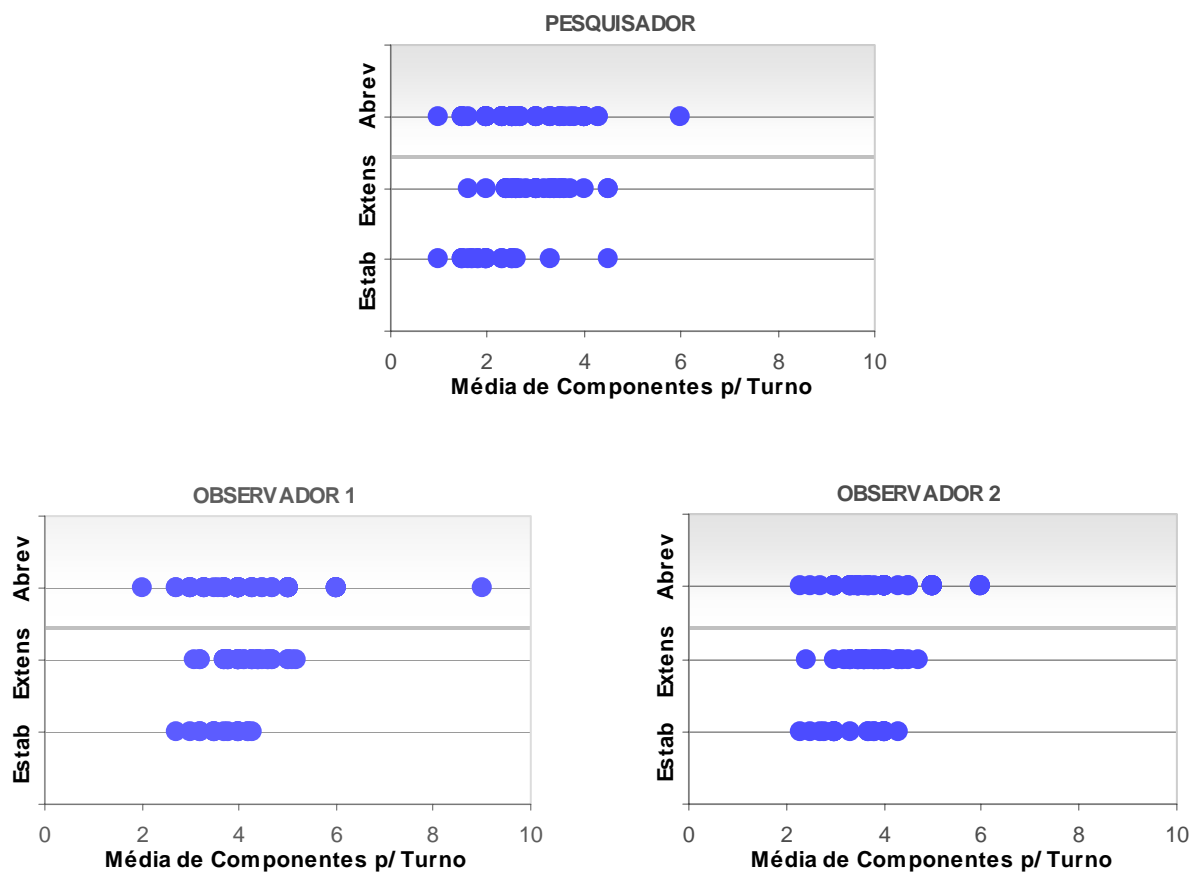 PESQUISADOR
Abrev
Extens
Estab
0 2 4 6 8 10
Média de Componentes p/ Turno
OBSERVADOR 1
Abrev
Extens
Estab
0 2 4 6 8 10
Média de Componentes p/ Turno
OBSERVADOR 2
Abrev
Extens
Estab
0 2 4 6 8 10
Média de Componentes p/ Turno